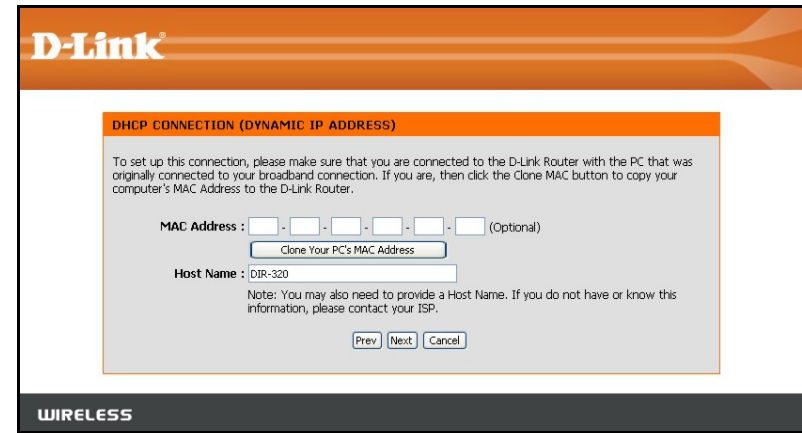 D-Link®
DHCP CONNECTION (DYNAMIC IP ADDRESS)
To set up this connection, please make sure that you are connected to the D-Link Router with the PC that was
originally connected to your broadband connection. If you are, then click the Clone MAC button to copy your
computer's MAC Address to the D-Link Router.
MAC Address : - - - - - (Optional)
Clone Your PC's MAC Address
Host Name : DIR-320
Note: You may also need to provide a Host Name. If you do not have or know this
information, please contact your ISP.
Prev Next Cancel
WIRELESS